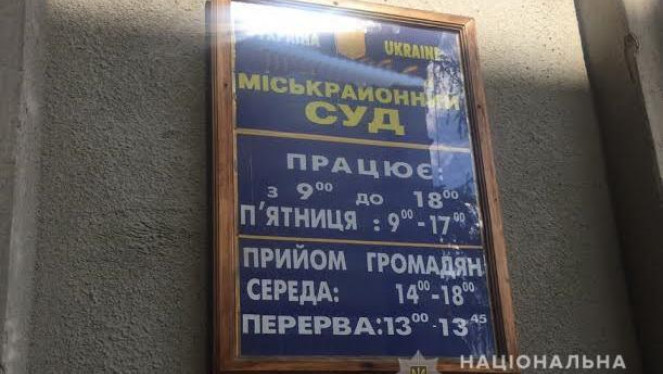 УКРАЇНА UKRAINE
МІСЬКРАЙОННИЙ
СУД
ПРАЦЮЄ:
З 9⁰⁰ ДО 18⁰⁰
П'ЯТНИЦЯ : 9⁰⁰-17⁰⁰
ПРИЙОМ ГРОМАДЯН
СЕРЕДА: 14⁰⁰-18⁰⁰
ПЕРЕРВА:13⁰⁰-13⁴⁵
НАЦІОНАЛЬНА